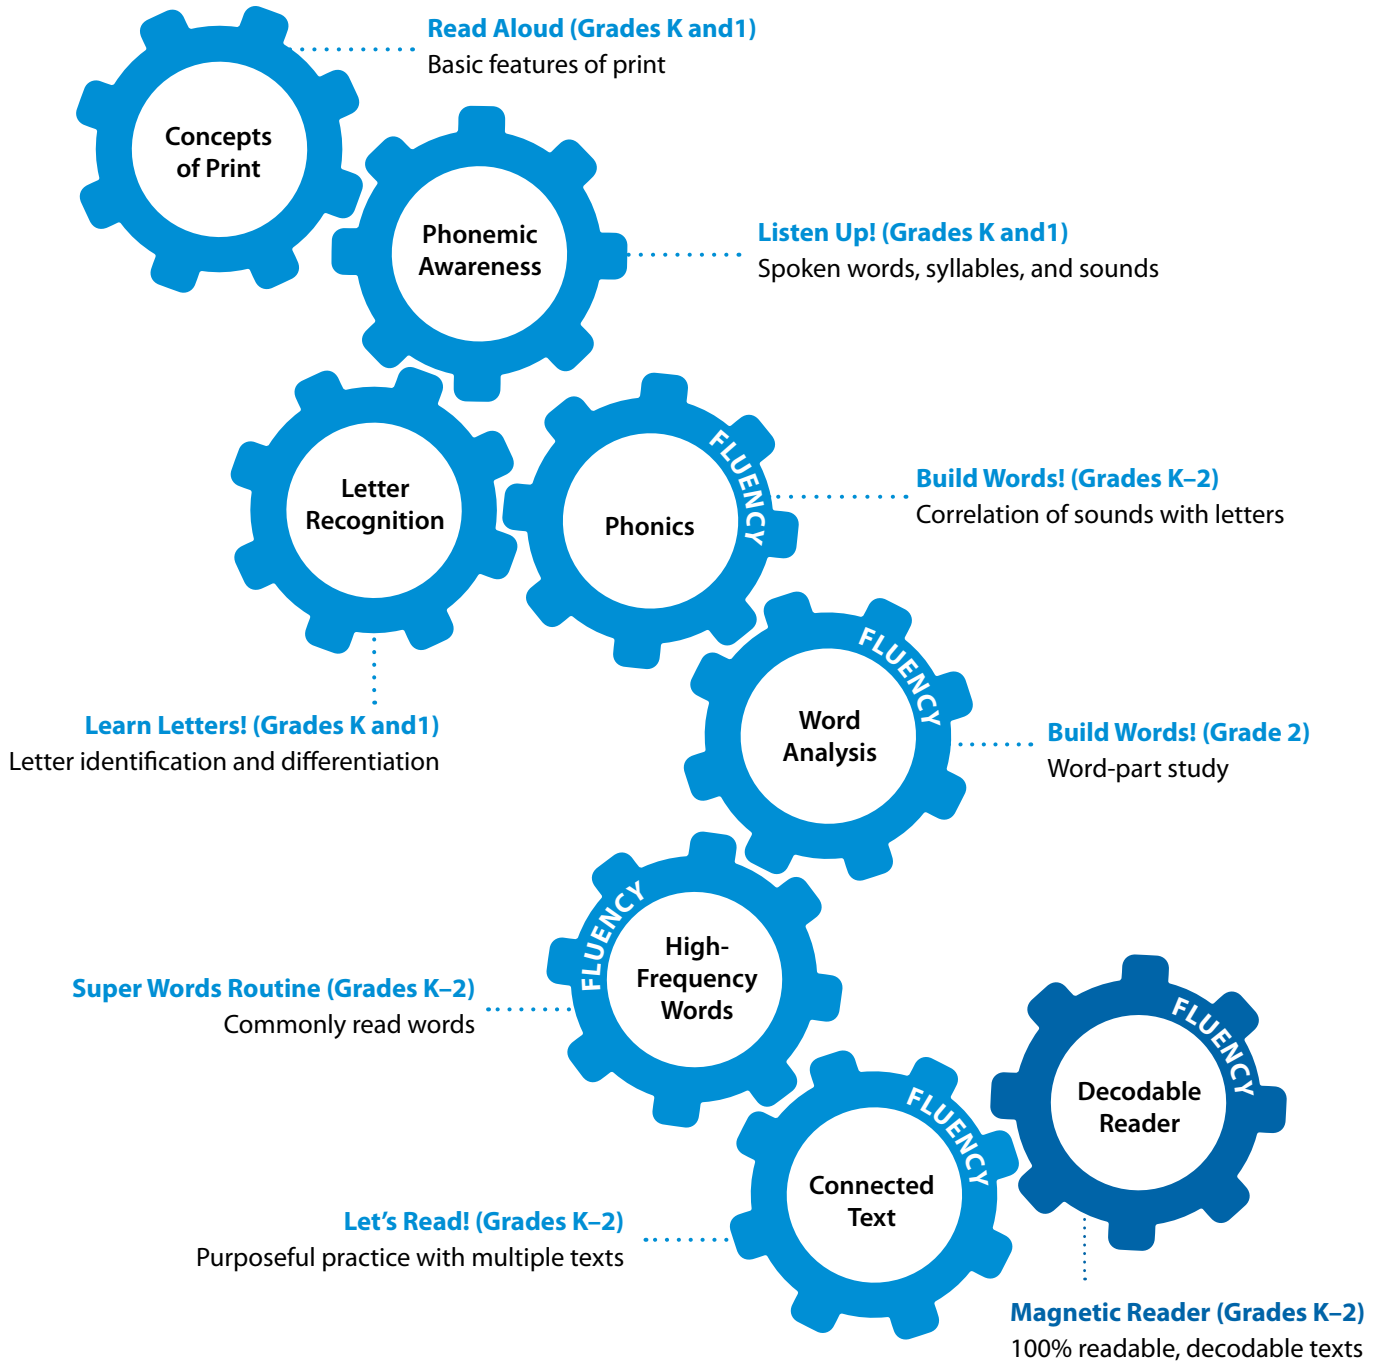 Read Aloud (Grades K and1)
Basic features of print
Concepts
of Print
Phonemic
Awareness
Listen Up! (Grades K and1)
Spoken words, syllables, and sounds
Letter
Recognition
Learn Letters! (Grades K and1)
Letter identification and differentiation
FLUENCY
Phonics
Build Words! (Grades K–2)
Correlation of sounds with letters
FLUENCY
Word
Analysis
Build Words! (Grade 2)
Word-part study
FLUENCY
High-
Frequency
Words
Super Words Routine (Grades K–2)
Commonly read words
FLUENCY
Connected
Text
Let’s Read! (Grades K–2)
Purposeful practice with multiple texts
FLUENCY
Decodable
Reader
Magnetic Reader (Grades K–2)
100% readable, decodable texts